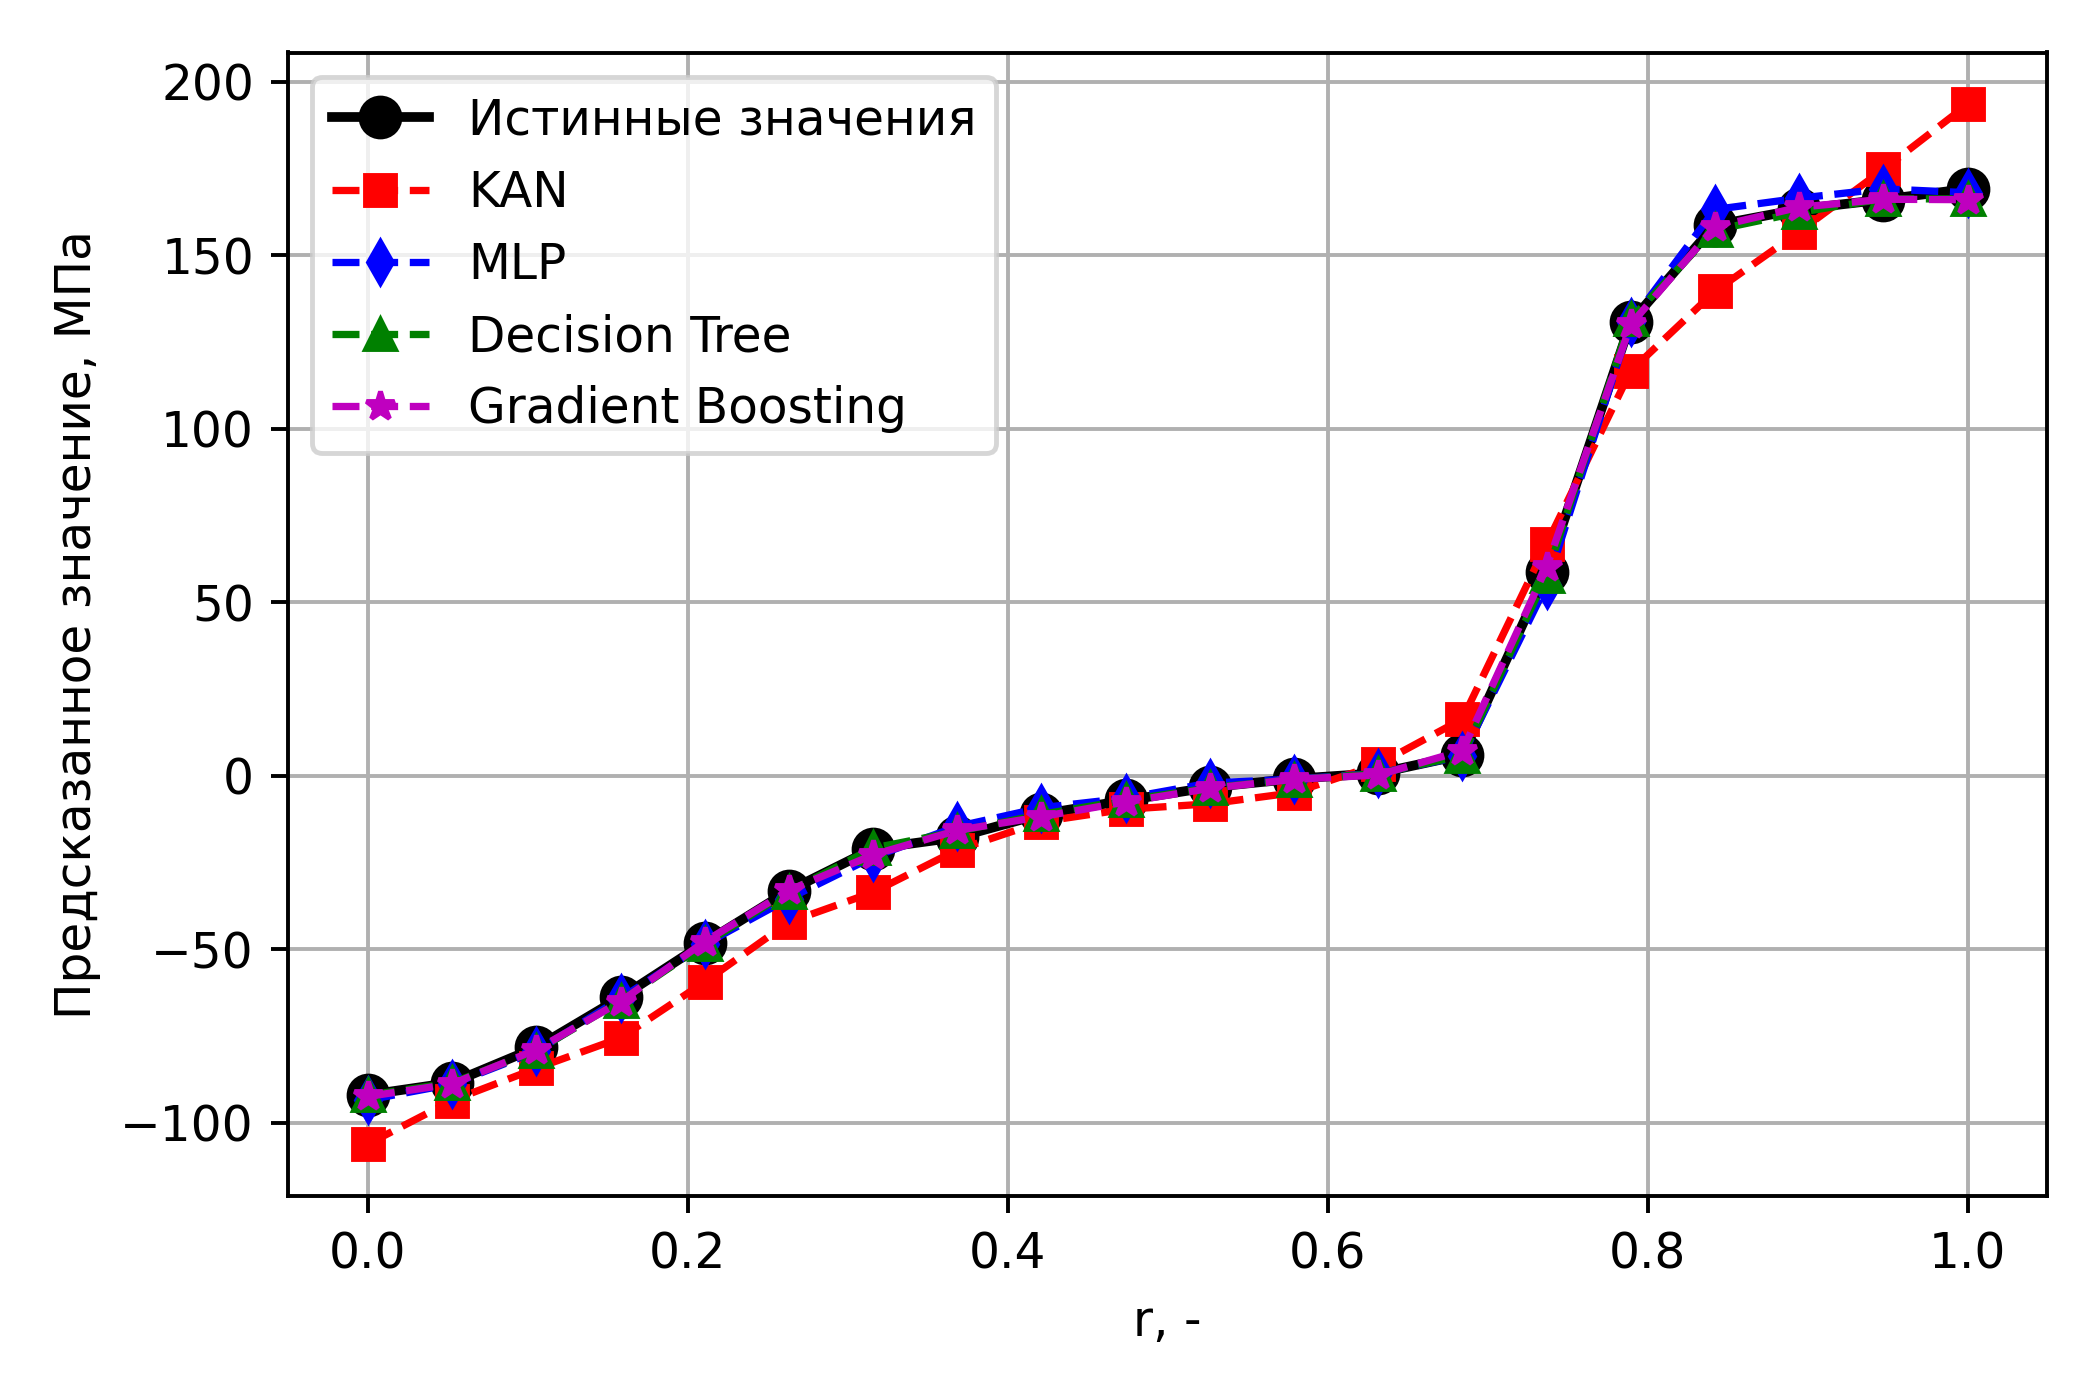 200
150
100
50
0
−50
−100
Предсказанное значение, МПа
Истинные значения
KAN
MLP
Decision Tree
Gradient Boosting
0.0
0.2
0.4
0.6
0.8
1.0
r, -